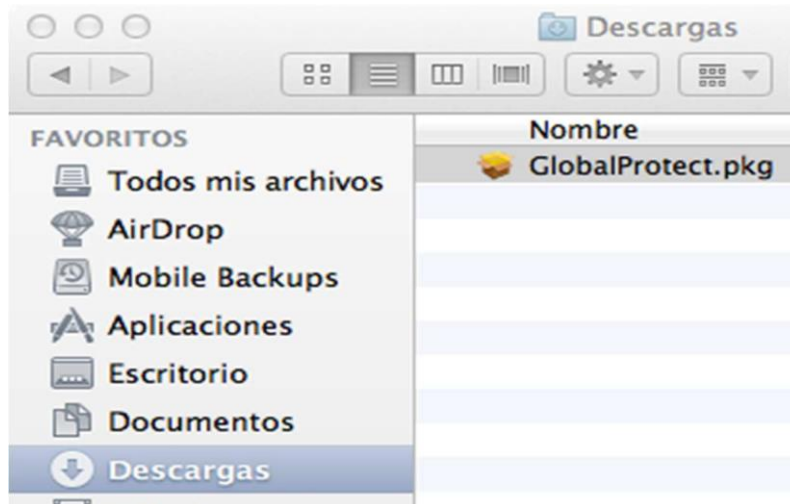 Descargas
FAVORITOS
Todos mis archivos
AirDrop
Mobile Backups
Aplicaciones
Escritorio
Documentos
Descargas
Nombre
GlobalProtect.pkg